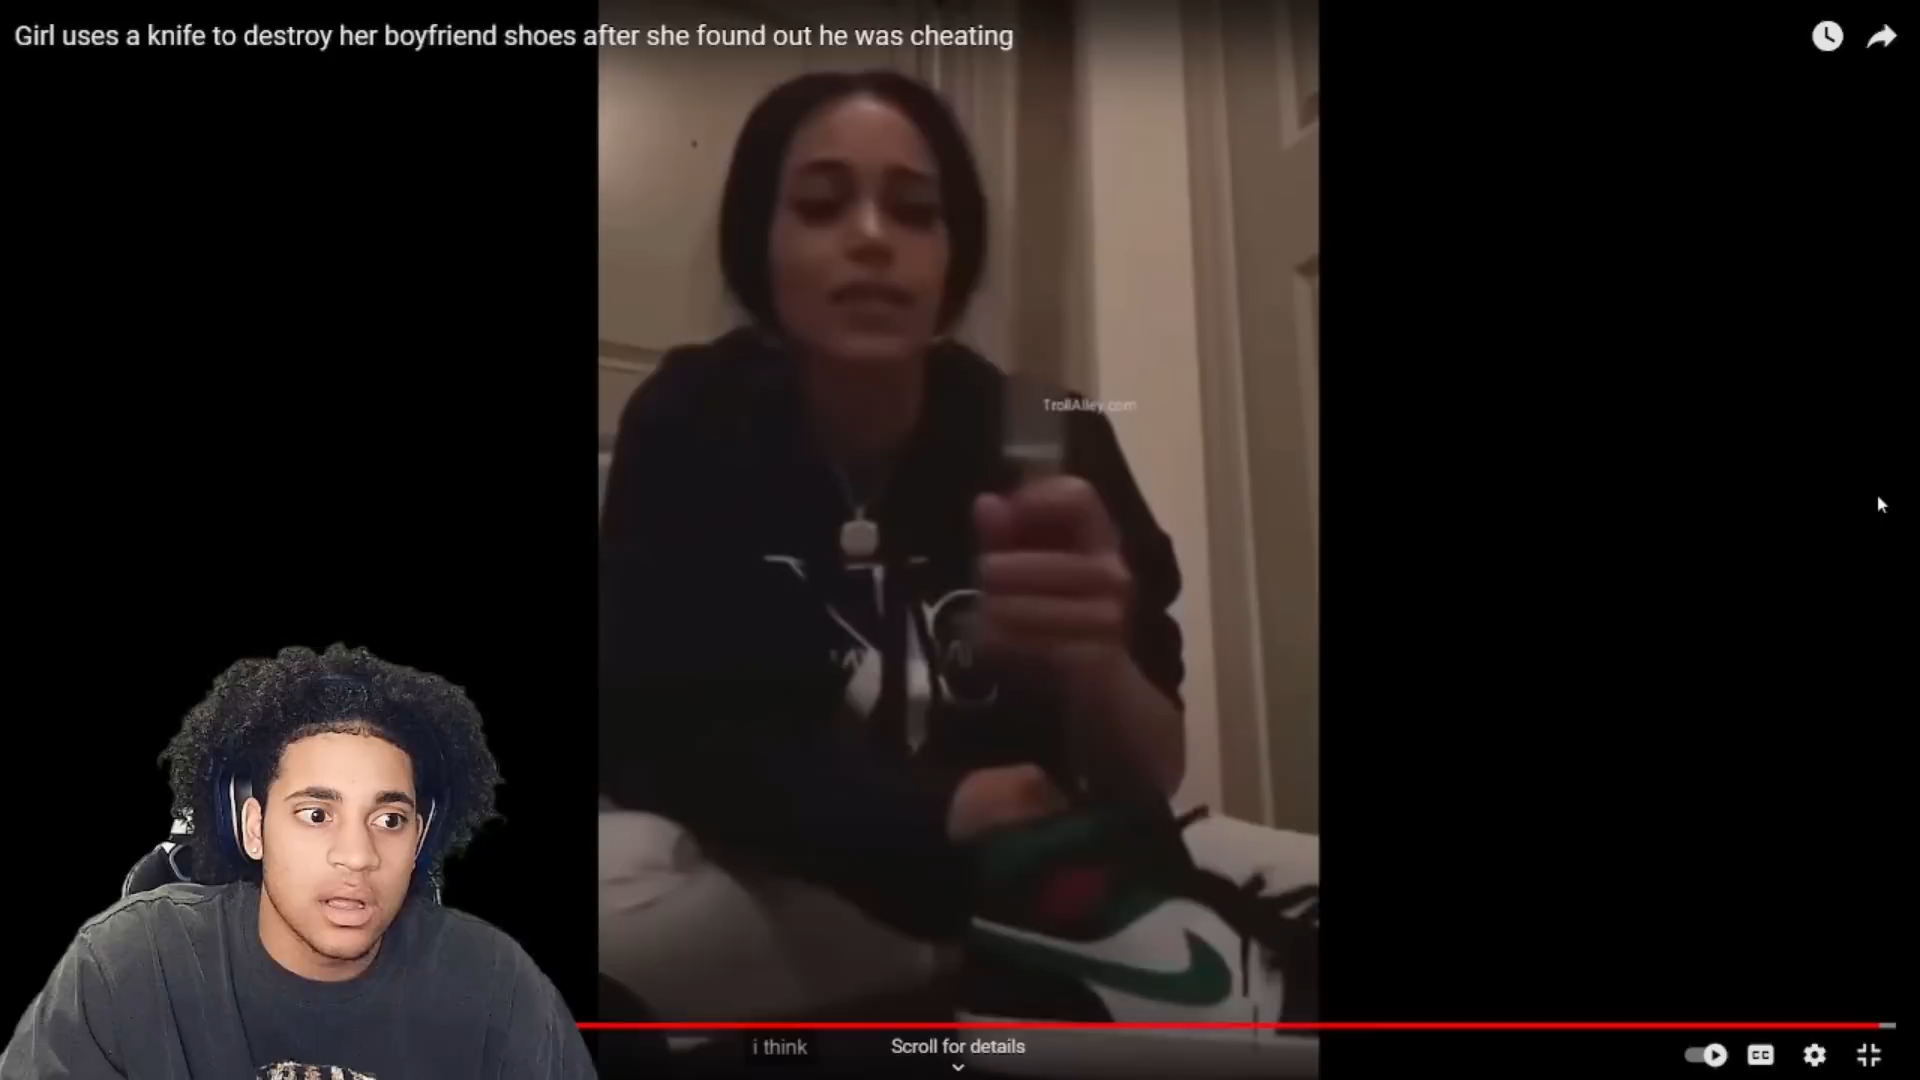 Girl uses a knife to destroy her boyfriend shoes after she found out he was cheating
TrollAlley.com
i think
Scroll for details
CC